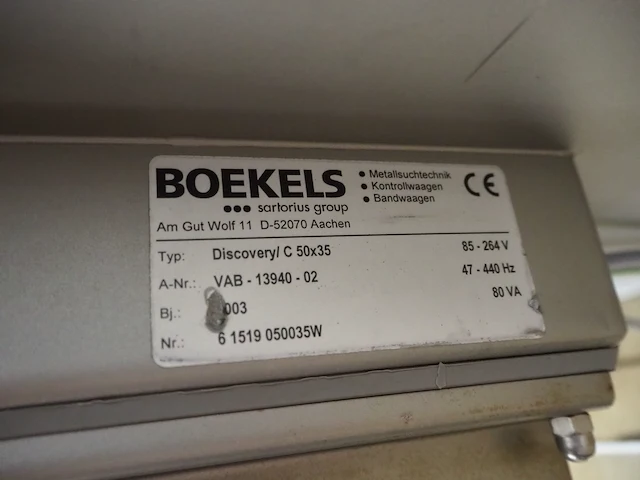 BOEKELS
sartorius group
• Metallsuchtechnik
• Kontrollwaagen
• Bandwaagen
CE
Am Gut Wolf 11 D-52070 Aachen
Typ: Discovery/ C 50x35 85 - 264 V
A-Nr.: VAB - 13940 - 02 47 - 440 Hz
80 VA
Bj.: 003
Nr.: 6 1519 050035W